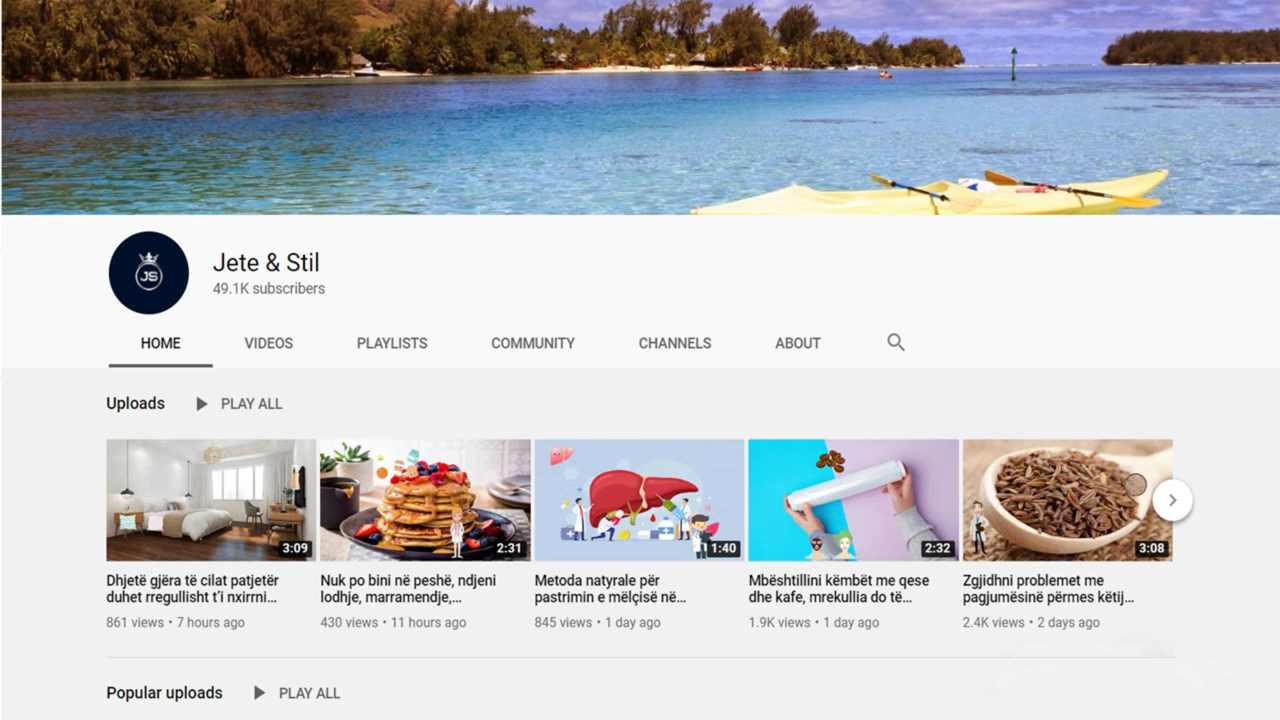 JS
Jete & Stil
49.1K subscribers
HOME VIDEOS PLAYLISTS COMMUNITY CHANNELS ABOUT
Uploads PLAY ALL
3:09 2:31 1:40 2:32 3:08
Dhjetë gjëra të cilat patjetër
duhet rregullisht t'i nxirrni...
861 views • 7 hours ago
Nuk po bini në peshë, ndjeni
lodhje, marramendje,...
430 views • 11 hours ago
Metoda natyrale për
pastrimin e mëlçisë në...
845 views • 1 day ago
Mbështillini këmbët me qese
dhe kafe, mrekullia do të...
1.9K views • 1 day ago
Zgjidhni problemet me
pagjumësinë përmes këtij...
2.4K views • 2 days ago
Popular uploads PLAY ALL